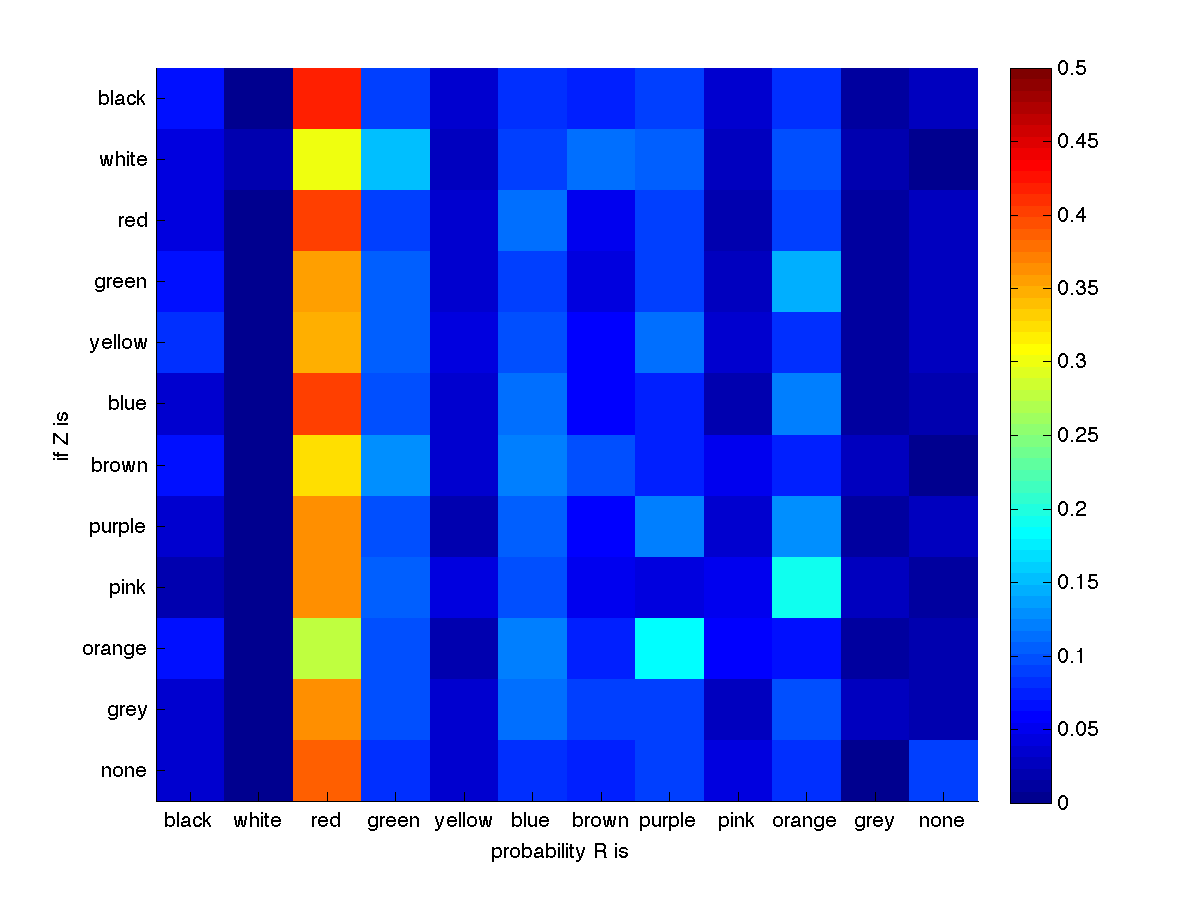 black
white
red
green
yellow
blue
brown
purple
pink
orange
grey
none
if Z is
black white red green yellow blue brown purple pink orange grey none
probability R is
0.5
0.45
0.4
0.35
0.3
0.25
0.2
0.15
0.1
0.05
0